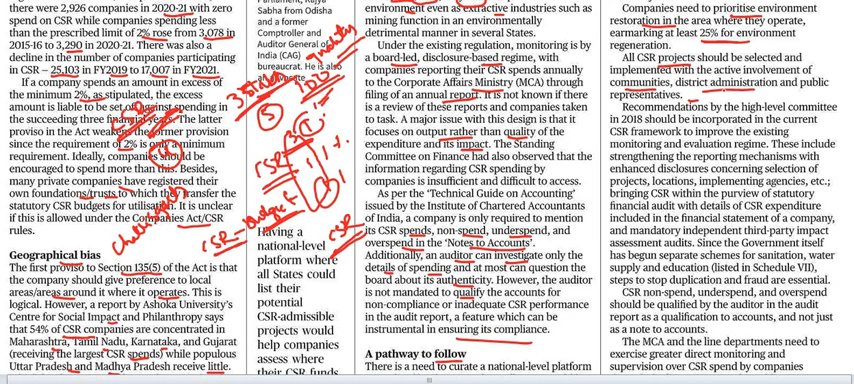 there were 2,926 companies in 2020-21 with zero
spend on CSR while companies spending less
than the prescribed limit of 2% rose from 3,078 in
2015-16 to 3,290 in 2020-21. There was also a
decline in the number of companies participating
in CSR — 25,103 in FY2019 to 17,007 in FY2021.
If a company spends an amount in excess of
the minimum 2%, as stipulated, the excess
amount is liable to be set off against spending in
the succeeding three financial years. The latter
proviso in the Act weakens the former provision
since the requirement of 2% is only a minimum
requirement. Ideally, companies should be
encouraged to spend more than this. Besides,
many private companies have registered their
own foundations/trusts to which they transfer the
statutory CSR budgets for utilisation. It is unclear
if this is allowed under the Companies Act/CSR
rules.
Geographical bias
The first proviso to Section 135(5) of the Act is that
the company should give preference to local
areas/areas around it where it operates. This is
logical. However, a report by Ashoka University's
Centre for Social Impact and Philanthropy says
that 54% of CSR companies are concentrated in
Maharashtra, Tamil Nadu, Karnataka, and Gujarat
(receiving the largest CSR spends) while populous
Uttar Pradesh and Madhya Pradesh receive little.
Sabha from Odisha
and a former
Comptroller and
Auditor General of
India (CAG)
bureaucrat. He is also
Having a
national-level
platform where
all States could
list their
potential
CSR-admissible
projects would
help companies
assess where
their CSR funds
environment even as extractive industries such as
mining function in an environmentally
detrimental manner in several States.
Under the existing regulation, monitoring is by
a board-led, disclosure-based regime, with
companies reporting their CSR spends annually
to the Corporate Affairs Ministry (MCA) through
filing of an annual report. It is not known if there
is a review of these reports and companies taken
to task. A major issue with this design is that it
focuses on output rather than quality of the
expenditure and its impact. The Standing
Committee on Finance had also observed that the
information regarding CSR spending by
companies is insufficient and difficult to access.
As per the 'Technical Guide on Accounting'
issued by the Institute of Chartered Accountants
of India, a company is only required to mention
its CSR spends, non-spend, underspend, and
overspend in the 'Notes to Accounts'.
Additionally, an auditor can investigate only the
details of spending and at most can question the
board about its authenticity. However, the auditor
is not mandated to qualify the accounts for
non-compliance or inadequate CSR performance
in the audit report, a feature which can be
instrumental in ensuring its compliance.
A pathway to follow
There is a need to curate a national-level platform
Companies need to prioritise environment
restoration in the area where they operate,
earmarking at least 25% for environment
regeneration.
All CSR projects should be selected and
implemented with the active involvement of
communities, district administration and public
representatives.
Recommendations by the high-level committee
in 2018 should be incorporated in the current
CSR framework to improve the existing
monitoring and evaluation regime. These include
strengthening the reporting mechanisms with
enhanced disclosures concerning selection of
projects, locations, implementing agencies, etc.;
bringing CSR within the purview of statutory
financial audit with details of CSR expenditure
included in the financial statement of a company,
and mandatory independent third-party impact
assessment audits. Since the Government itself
has begun separate schemes for sanitation, water
supply and education (listed in Schedule VII),
steps to stop duplication and fraud are essential.
CSR non-spend, underspend, and overspend
should be qualified by the auditor in the audit
report as a qualification to accounts, and not just
as a note to accounts.
The MCA and the line departments need to
exercise greater direct monitoring and
supervision over CSR spend by companies
CSR - Budget
CSR
CSR